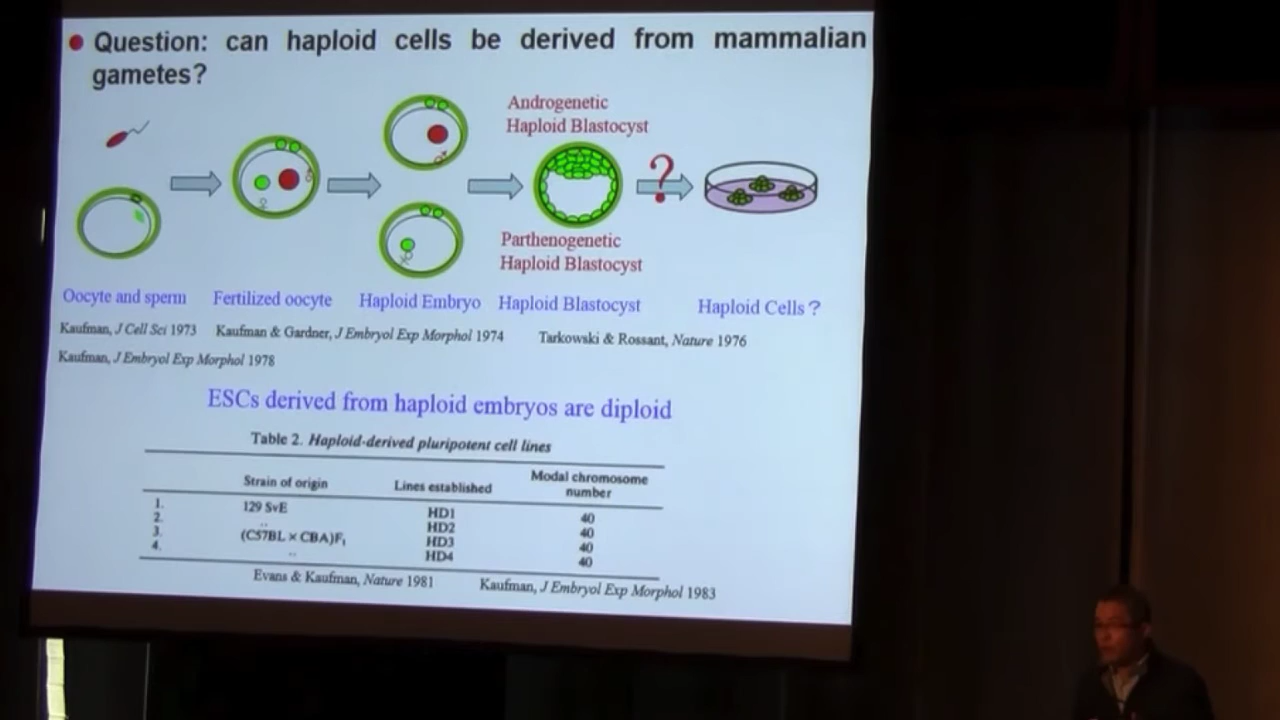 Question: can haploid cells be derived from mammalian
gametes?
Androgenetic
Haploid Blastocyst
?
Parthenogenetic
Haploid Blastocyst
Oocyte and sperm
Fertilized oocyte
Haploid Embryo
Haploid Blastocyst
Haploid Cells ?
Kaufman, J Cell Sci 1973
Kaufman & Gardner, J Embryol Exp Morphol 1974
Tarkowski & Rossant, Nature 1976
Kaufman, J Embryol Exp Morphol 1978
ESCs derived from haploid embryos are diploid
Table 2. Haploid-derived pluripotent cell lines
Strain of origin
Lines established
Modal chromosome
number
1. 129 SvE HD1 40
2. ,, HD2 40
3. (C57BL × CBA)F₁ HD3 40
4. ,, HD4 40
Evans & Kaufman, Nature 1981
Kaufman, J Embryol Exp Morphol 1983